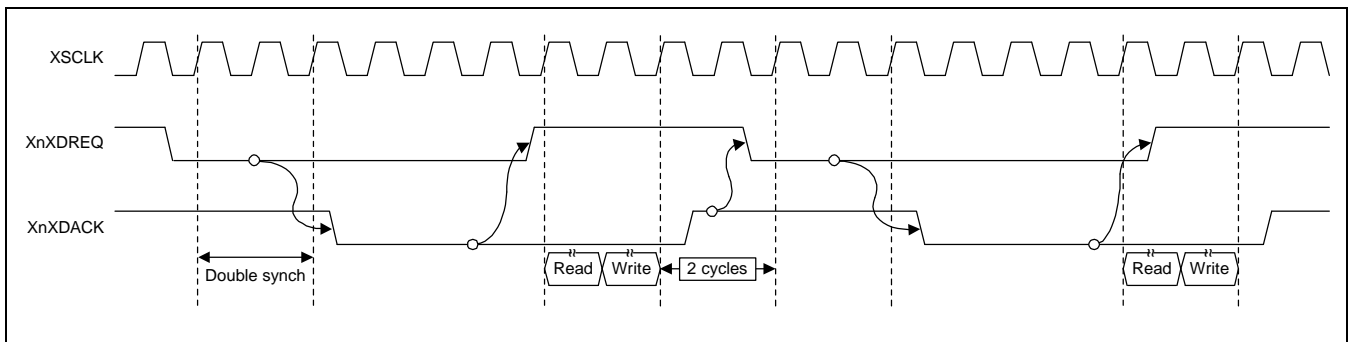 XSCLK
XnXDREQ
XnXDACK
Double synch
Read Write 2 cycles Read Write